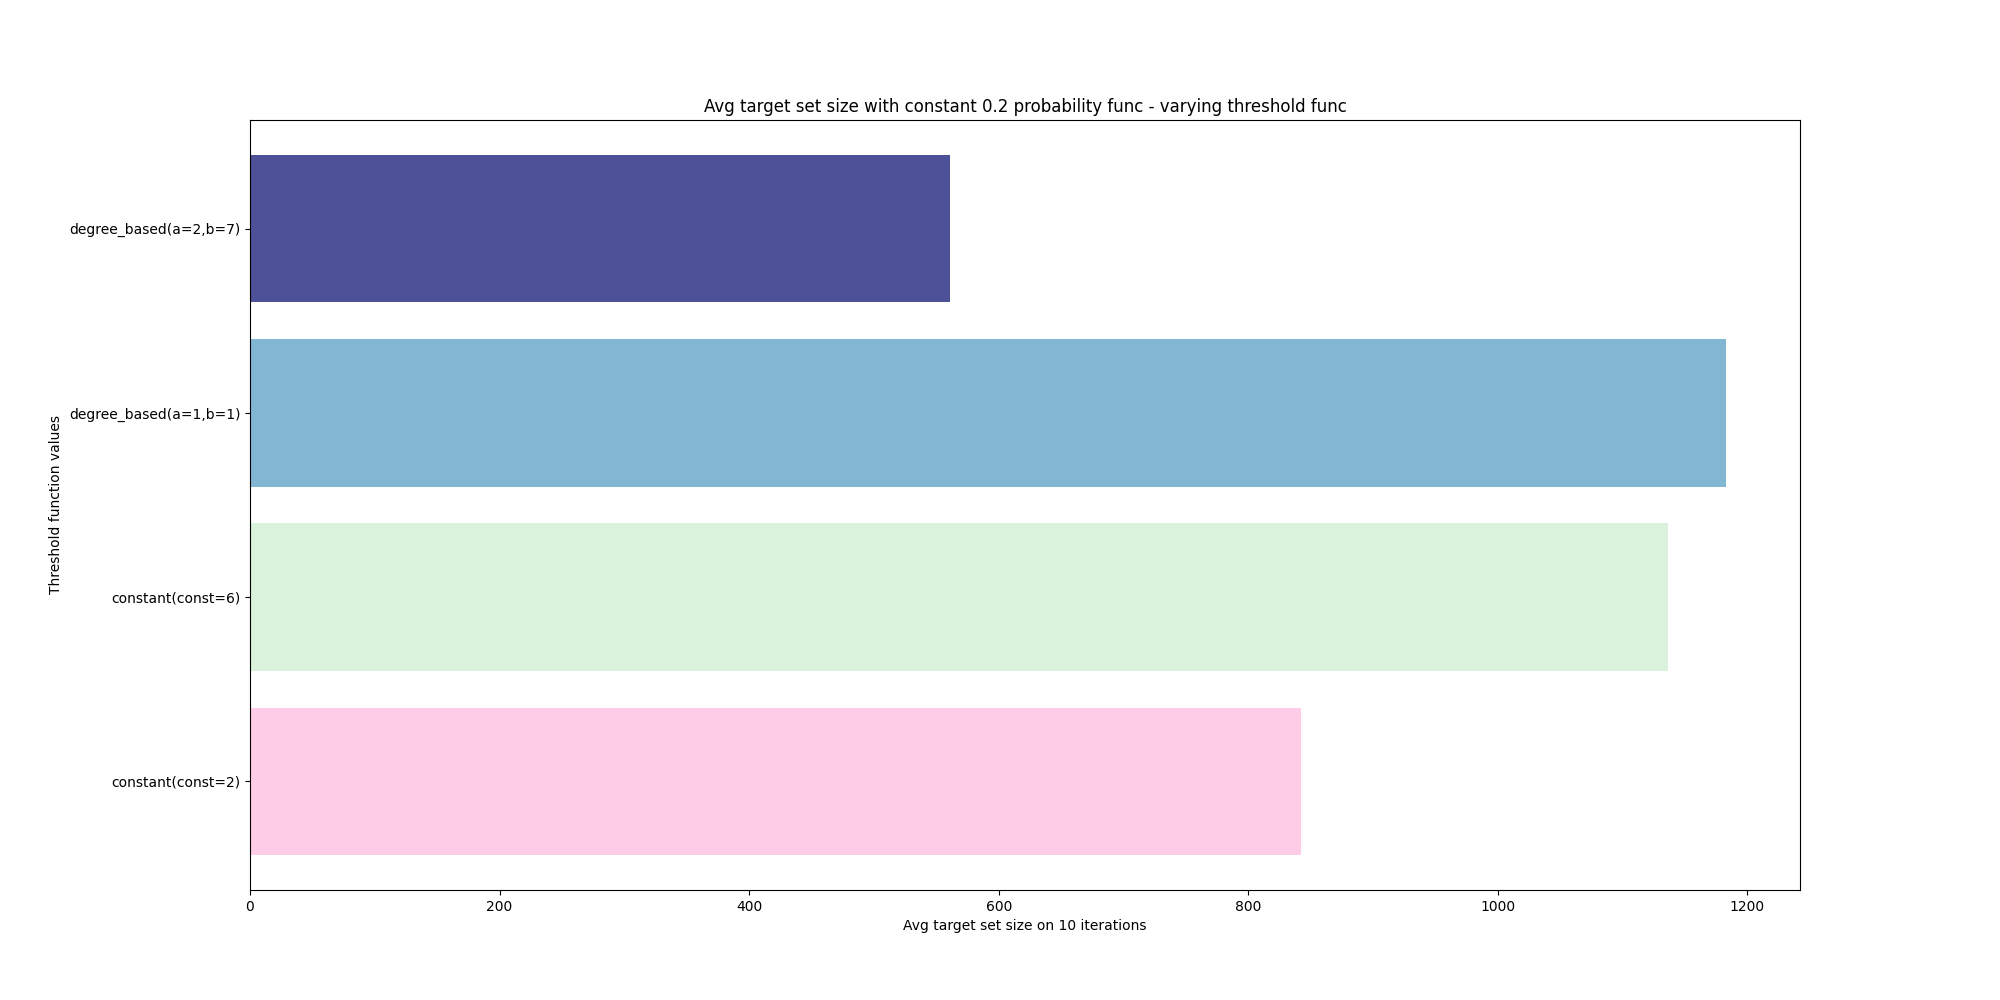 Avg target set size with constant 0.2 probability func - varying threshold func
Threshold function values
degree_based(a=2,b=7)
degree_based(a=1,b=1)
constant(const=6)
constant(const=2)
0 200 400 600 800 1000 1200
Avg target set size on 10 iterations